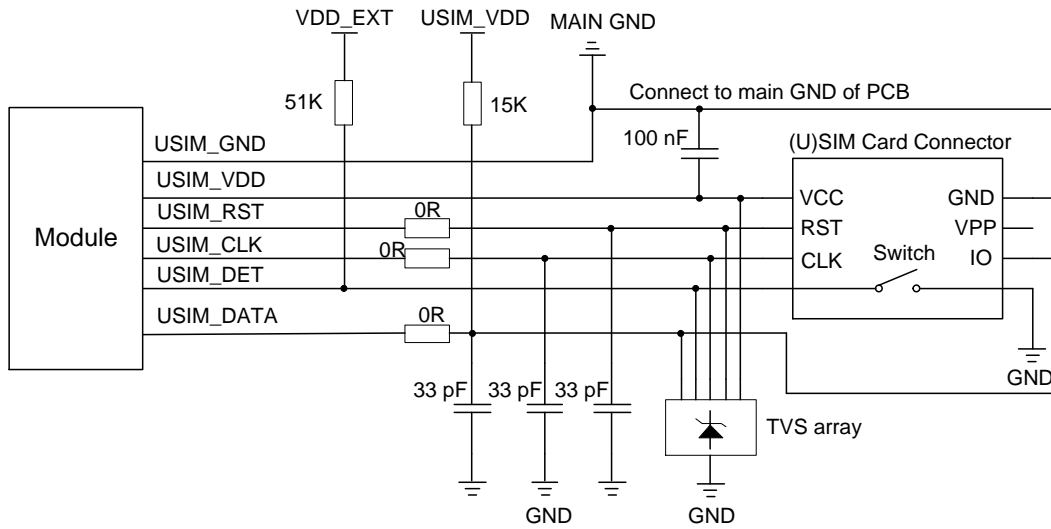 VDD_EXT
USIM_VDD
MAIN GND
51K
15K
Connect to main GND of PCB
100 nF
(U)SIM Card Connector
Module
USIM_GND
USIM_VDD
USIM_RST
USIM_CLK
USIM_DET
USIM_DATA
0R
0R
0R
VCC
RST
CLK
GND
VPP
IO
Switch
GND
33 pF
33 pF
33 pF
TVS array
GND
GND